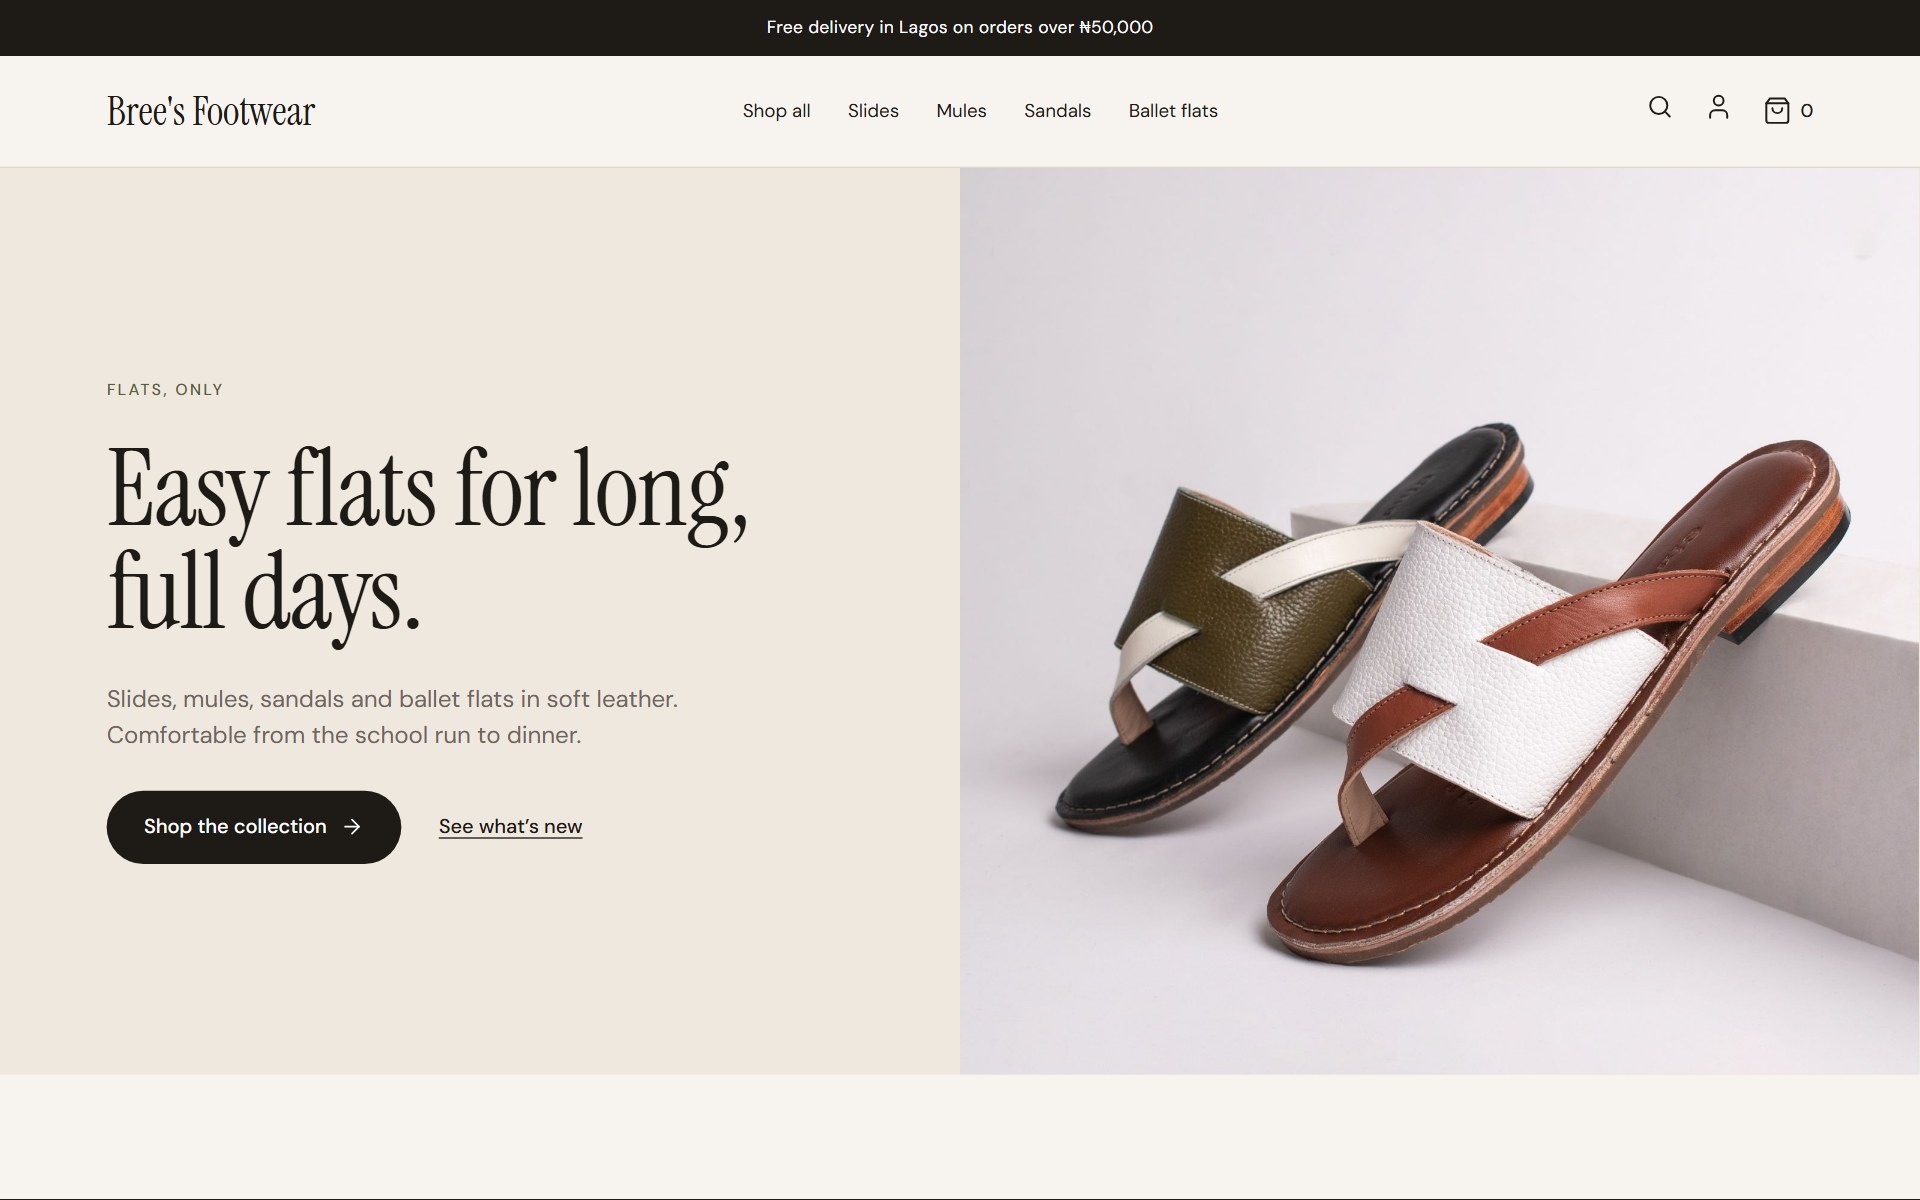 Free delivery in Lagos on orders over ₦50,000
Bree's Footwear
Shop all
Slides
Mules
Sandals
Ballet flats
0
FLATS, ONLY
Easy flats for long,
full days.
Slides, mules, sandals and ballet flats in soft leather.
Comfortable from the school run to dinner.
Shop the collection
See what’s new